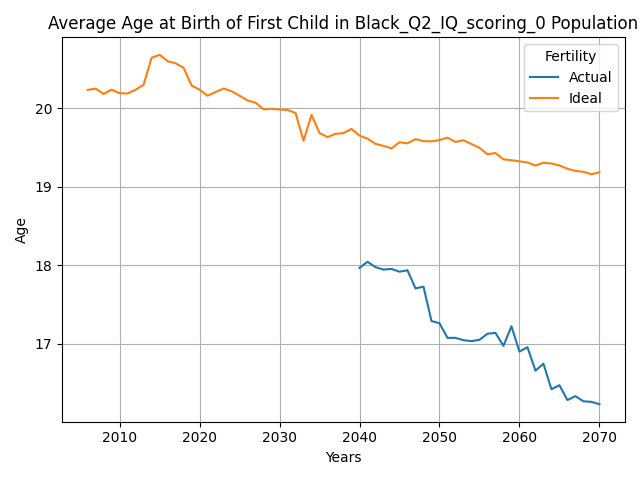 Average Age at Birth of First Child in Black_Q2_IQ_scoring_0 Population
Fertility
Actual
Ideal
Age
20
19
18
17
2010 2020 2030 2040 2050 2060 2070
Years